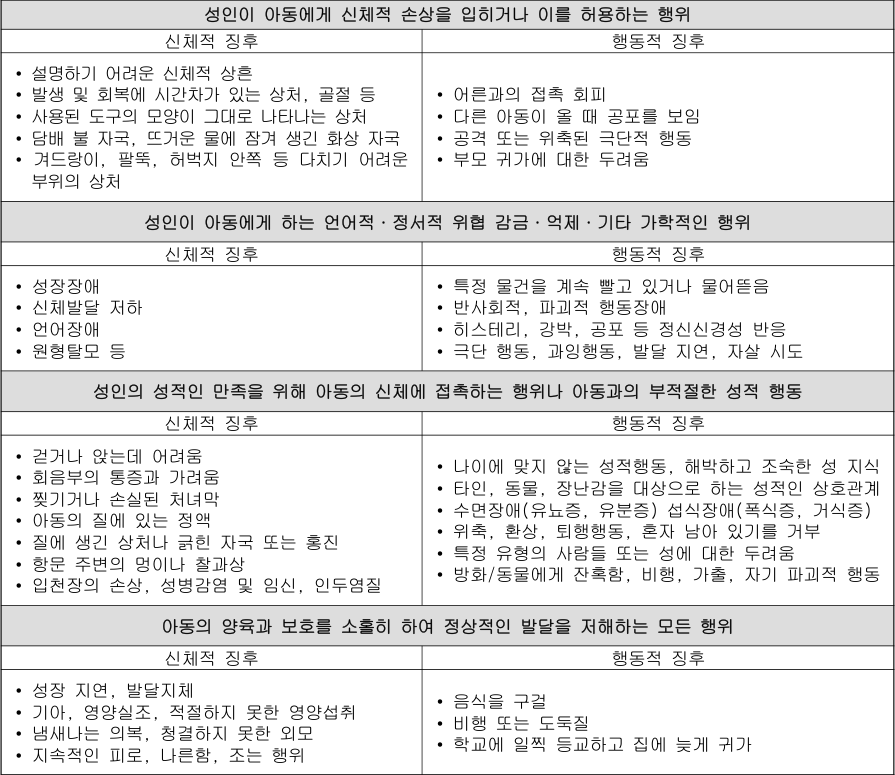 성인이 아동에게 신체적 손상을 입히거나 이를 허용하는 행위
신체적 징후
행동적 징후
• 설명하기 어려운 신체적 상흔
• 발생 및 회복에 시간차가 있는 상처, 골절 등
• 사용된 도구의 모양이 그대로 나타나는 상처
• 담배 불 자국, 뜨거운 물에 잠겨 생긴 화상 자국
• 겨드랑이, 팔뚝, 허벅지 안쪽 등 다치기 어려운
부위의 상처
• 어른과의 접촉 회피
• 다른 아동이 올 때 공포를 보임
• 공격 또는 위축된 극단적 행동
• 부모 귀가에 대한 두려움
성인이 아동에게 하는 언어적·정서적 위협 감금·억제·기타 가학적인 행위
신체적 징후
행동적 징후
• 성장장애
• 신체발달 저하
• 언어장애
• 원형탈모 등
• 특정 물건을 계속 빨고 있거나 물어뜯음
• 반사회적, 파괴적 행동장애
• 히스테리, 강박, 공포 등 정신신경성 반응
• 극단 행동, 과잉행동, 발달 지연, 자살 시도
성인의 성적인 만족을 위해 아동의 신체에 접촉하는 행위나 아동과의 부적절한 성적 행동
신체적 징후
행동적 징후
• 걷거나 앉는데 어려움
• 회음부의 통증과 가려움
• 찢기거나 손실된 처녀막
• 아동의 질에 있는 정액
• 질에 생긴 상처나 긁힌 자국 또는 홍진
• 항문 주변의 멍이나 찰과상
• 입천장의 손상, 성병감염 및 임신, 인두염질
• 나이에 맞지 않는 성적행동, 해박하고 조숙한 성 지식
• 타인, 동물, 장난감을 대상으로 하는 성적인 상호관계
• 수면장애(유뇨증, 유분증) 섭식장애(폭식증, 거식증)
• 위축, 환상, 퇴행행동, 혼자 남아 있기를 거부
• 특정 유형의 사람들 또는 성에 대한 두려움
• 방화/동물에게 잔혹함, 비행, 가출, 자기 파괴적 행동
아동의 양육과 보호를 소홀히 하여 정상적인 발달을 저해하는 모든 행위
신체적 징후
행동적 징후
• 성장 지연, 발달지체
• 기아, 영양실조, 적절하지 못한 영양섭취
• 냄새나는 의복, 청결하지 못한 외모
• 지속적인 피로, 나른함, 조는 행위
• 음식을 구걸
• 비행 또는 도둑질
• 학교에 일찍 등교하고 집에 늦게 귀가